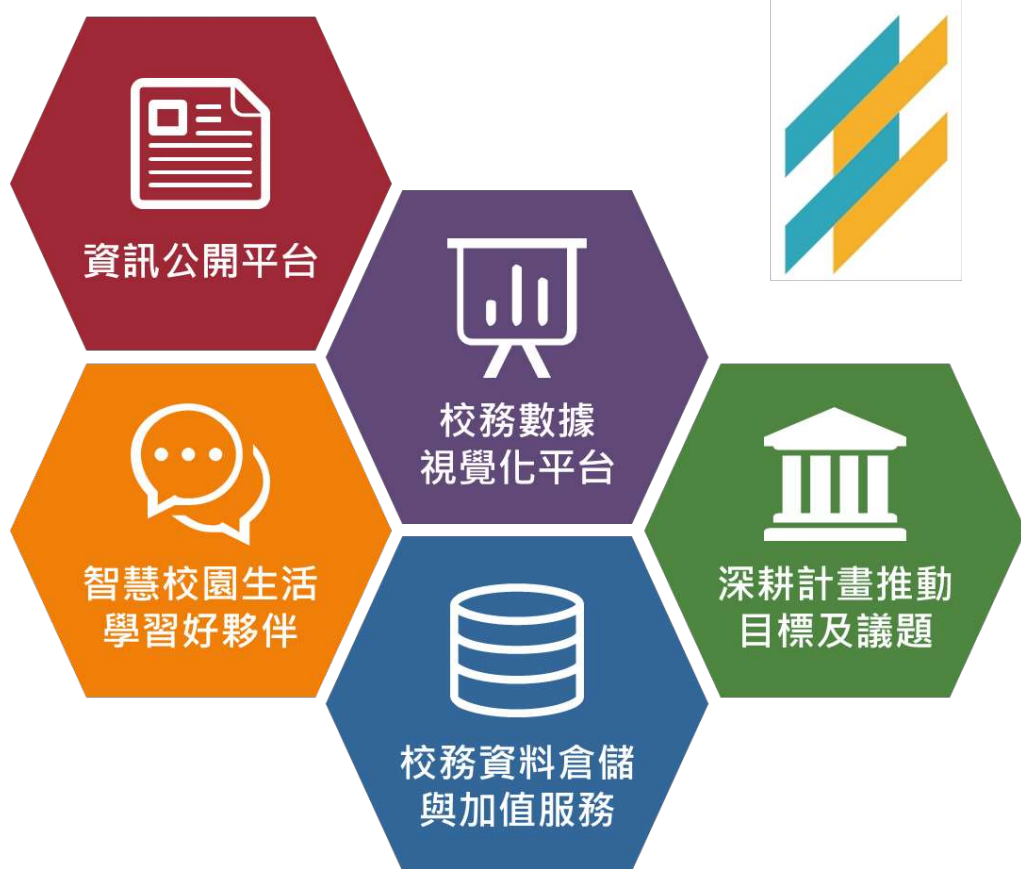 資訊公開平台
校務數據
視覺化平台
智慧校園生活
學習好夥伴
深耕計畫推動
目標及議題
校務資料倉儲
與加值服務